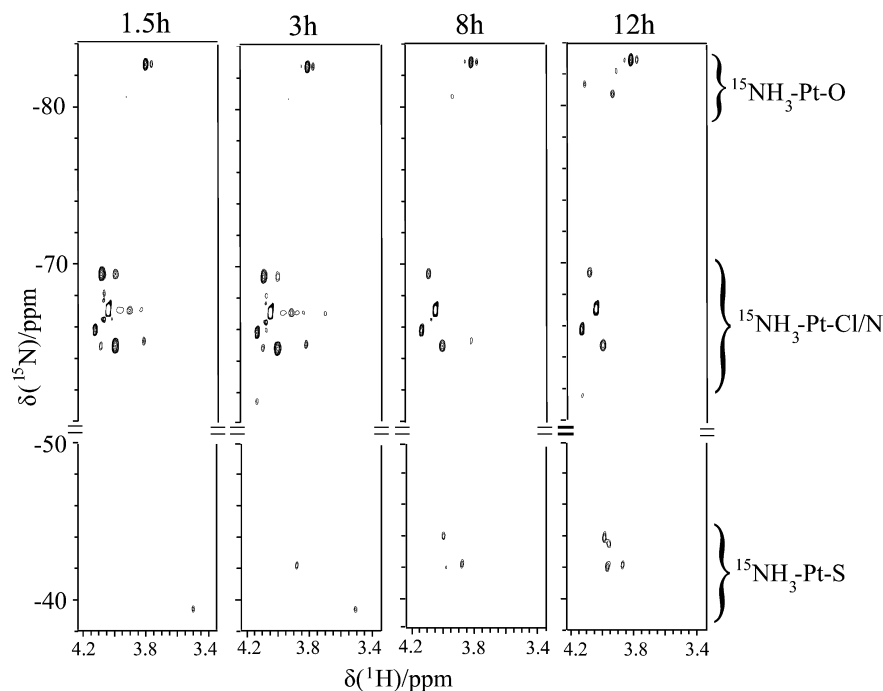 1.5h 3h 8h 12h
-80
-70
-50
-40
δ(¹⁵N)/ppm
¹⁵NH₃-Pt-O
¹⁵NH₃-Pt-Cl/N
¹⁵NH₃-Pt-S
4.2 3.8 3.4 4.2 3.8 3.4 4.2 3.8 3.4 4.2 3.8 3.4
δ(¹H)/ppm